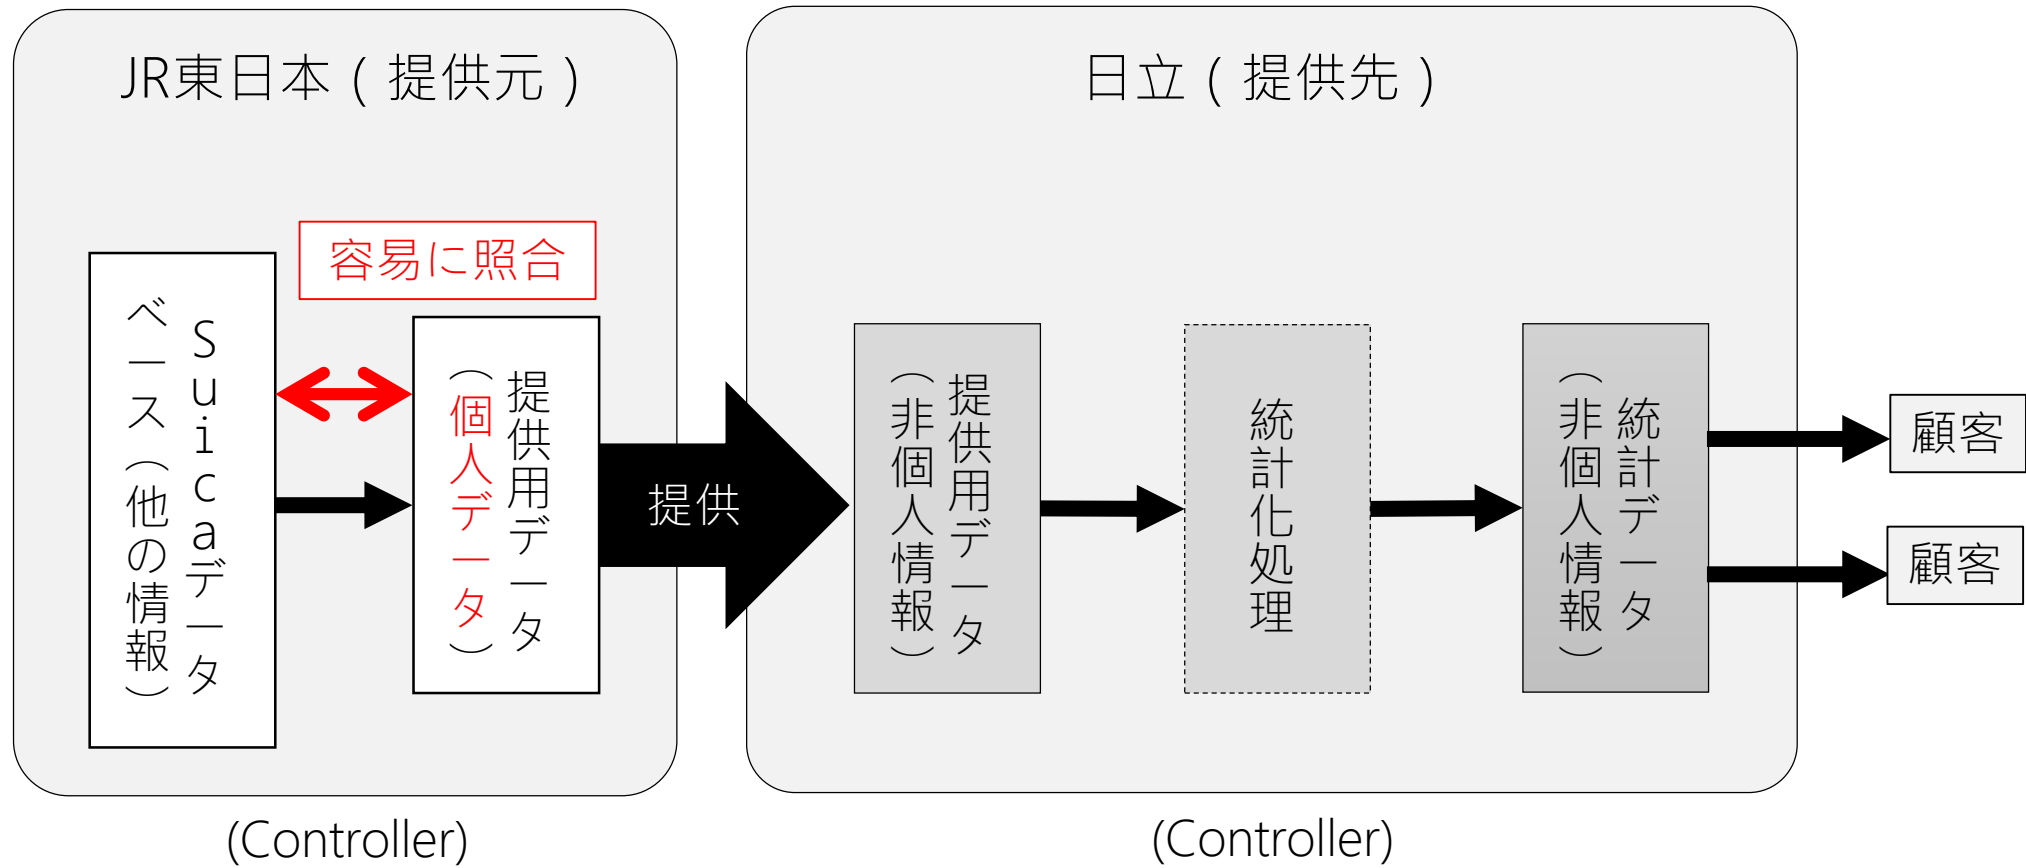 JR東日本(提供元)
日立(提供先)
容易に照合
Suicaデータ
ベース(他の情報)
提供用データ
(個人データ)
提供
提供用データ
(非個人情報)
統計化処理
統計データ
(非個人情報)
顧客
顧客
(Controller)
(Controller)